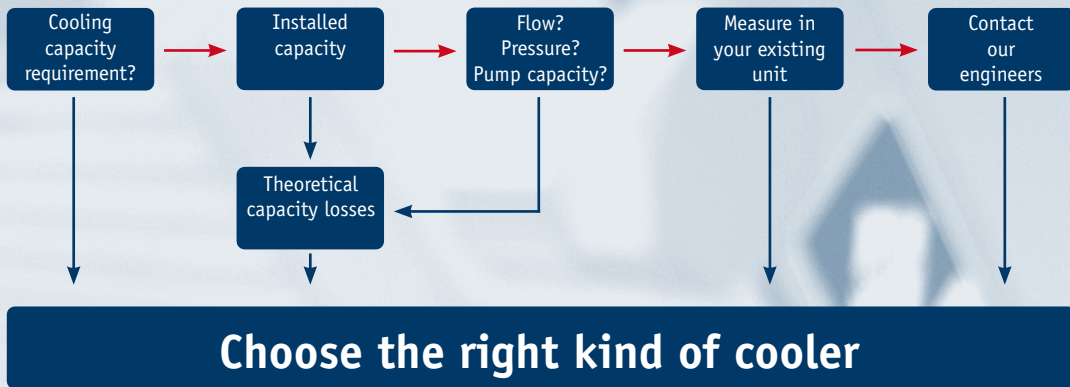 Cooling
capacity
requirement?
Installed
capacity
Flow?
Pressure?
Pump capacity?
Measure in
your existing
unit
Contact
our
engineers
Theoretical
capacity losses
Choose the right kind of cooler